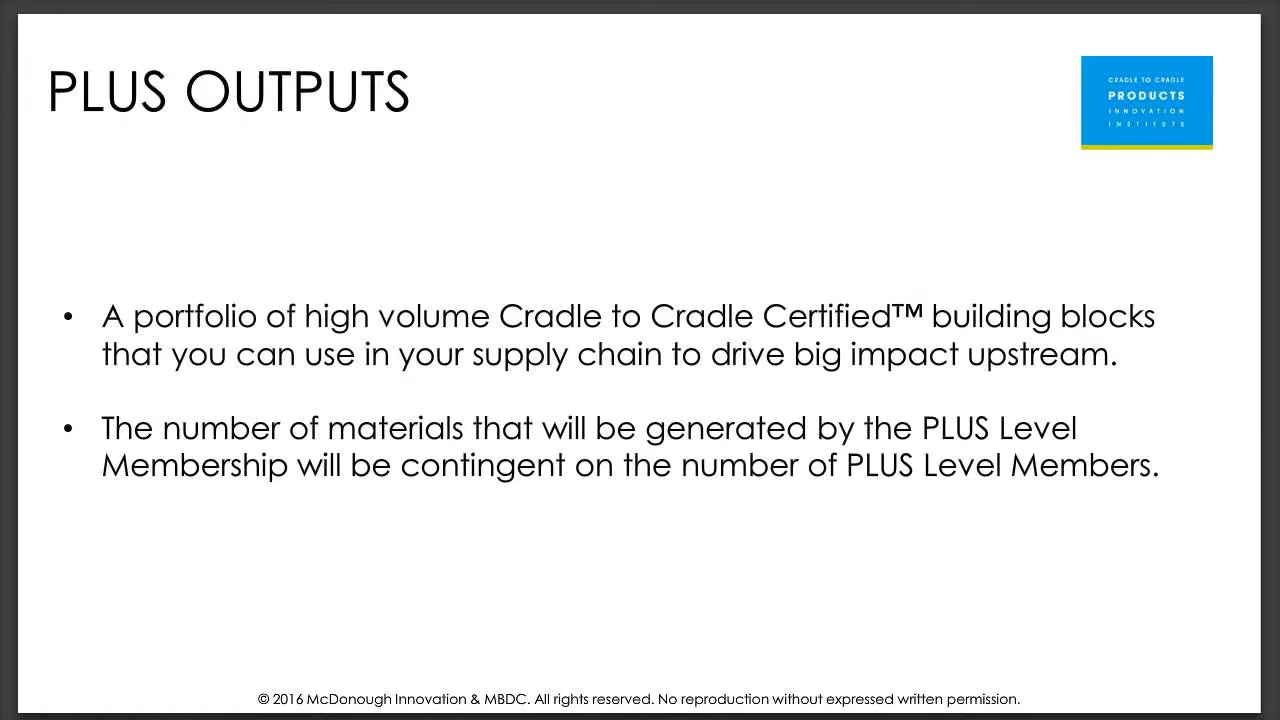 PLUS OUTPUTS
CRADLE TO CRADLE
PRODUCTS
INNOVATION
INSTITUTE
• A portfolio of high volume Cradle to Cradle Certified™ building blocks
that you can use in your supply chain to drive big impact upstream.
• The number of materials that will be generated by the PLUS Level
Membership will be contingent on the number of PLUS Level Members.
© 2016 McDonough Innovation & MBDC. All rights reserved. No reproduction without expressed written permission.